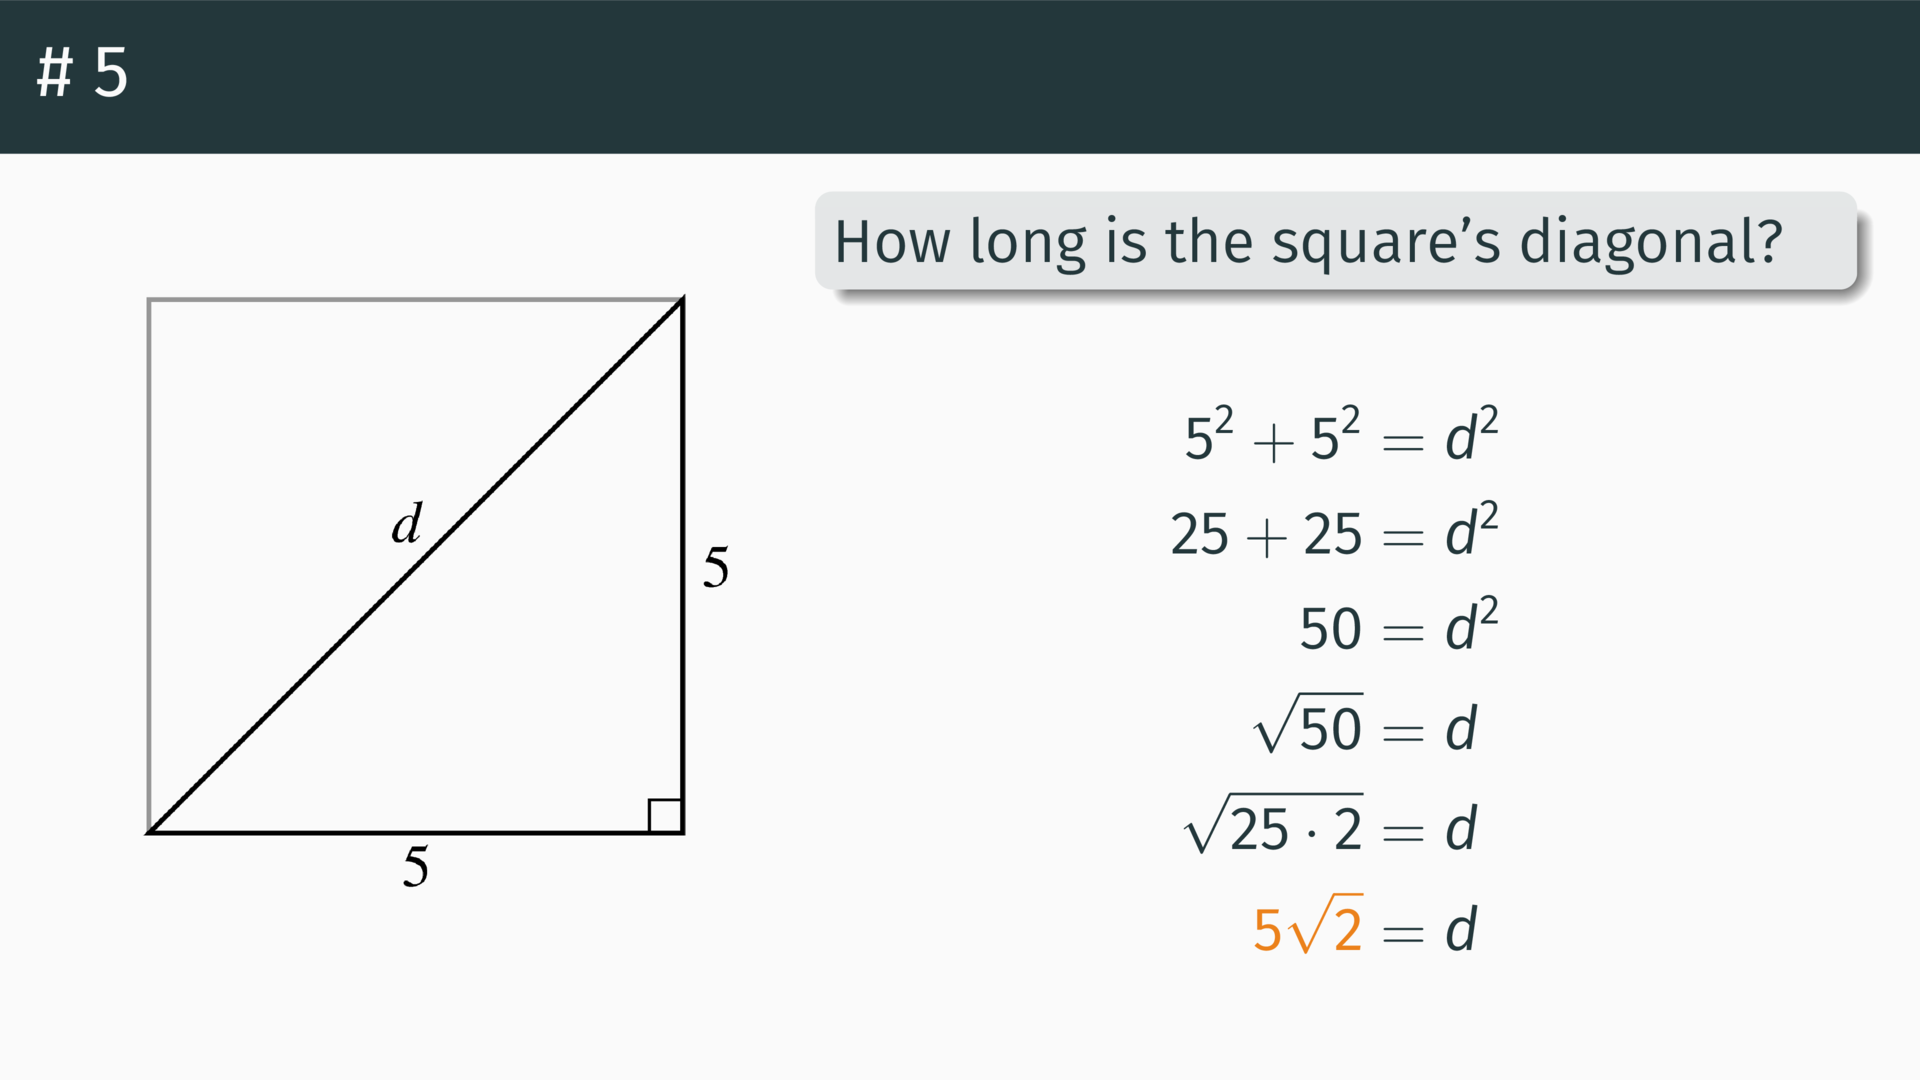 # 5
How long is the square’s diagonal?
d
5
5
5² + 5² = d²
25 + 25 = d²
50 = d²
√50 = d
√25 · 2 = d
5√2 = d